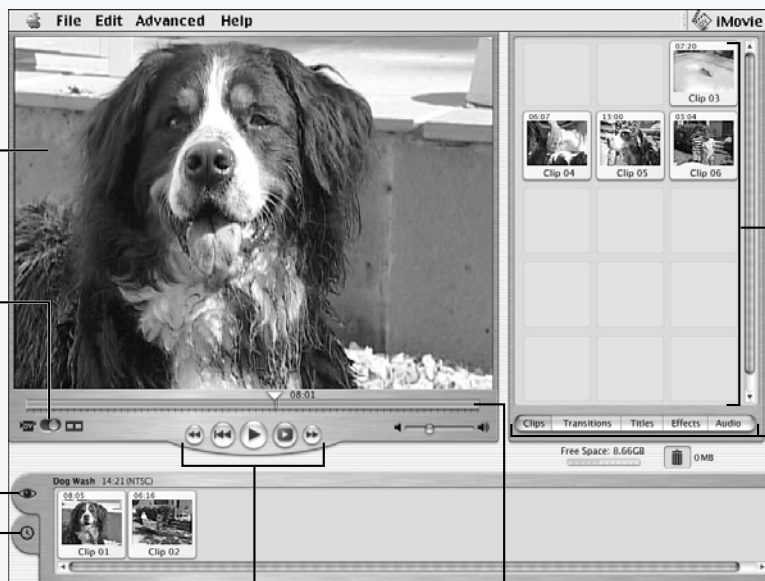 File Edit Advanced Help
iMovie
07:20
Clip 03
06:07
Clip 04
13:00
Clip 05
03:04
Clip 06
08:01
DV
Clips Transitions Titles Effects Audio
Free Space: 8.66GB
0MB
Dog Wash 14:21 (NTSC)
08:05
Clip 01
06:16
Clip 02